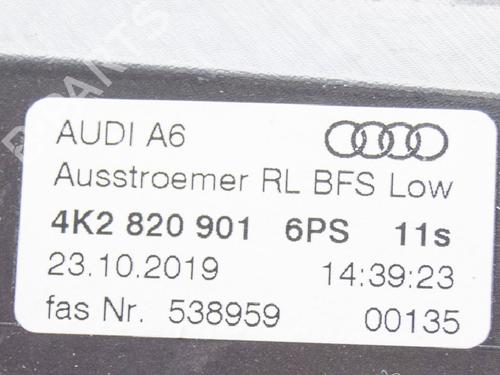 AUDI A6
Ausstroemer RL BFS Low
4K2 820 901 6PS 11s
23.10.2019 14:39:23
fas Nr. 538959 00135